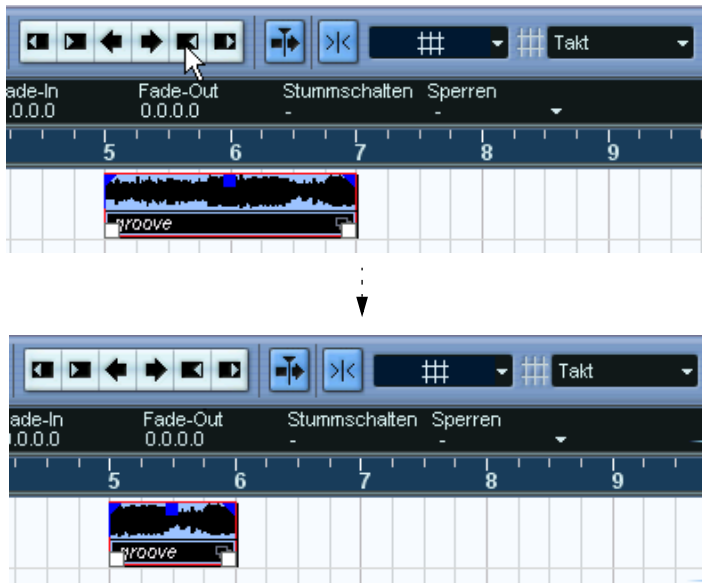 Takt
ade-In Fade-Out Stummschalten Sperren
.0.0.0 0.0.0.0 - -
5 6 7 8 9
groove
Takt
ade-In Fade-Out Stummschalten Sperren
0.0.0 0.0.0.0 - -
5 6 7 8 9
groove